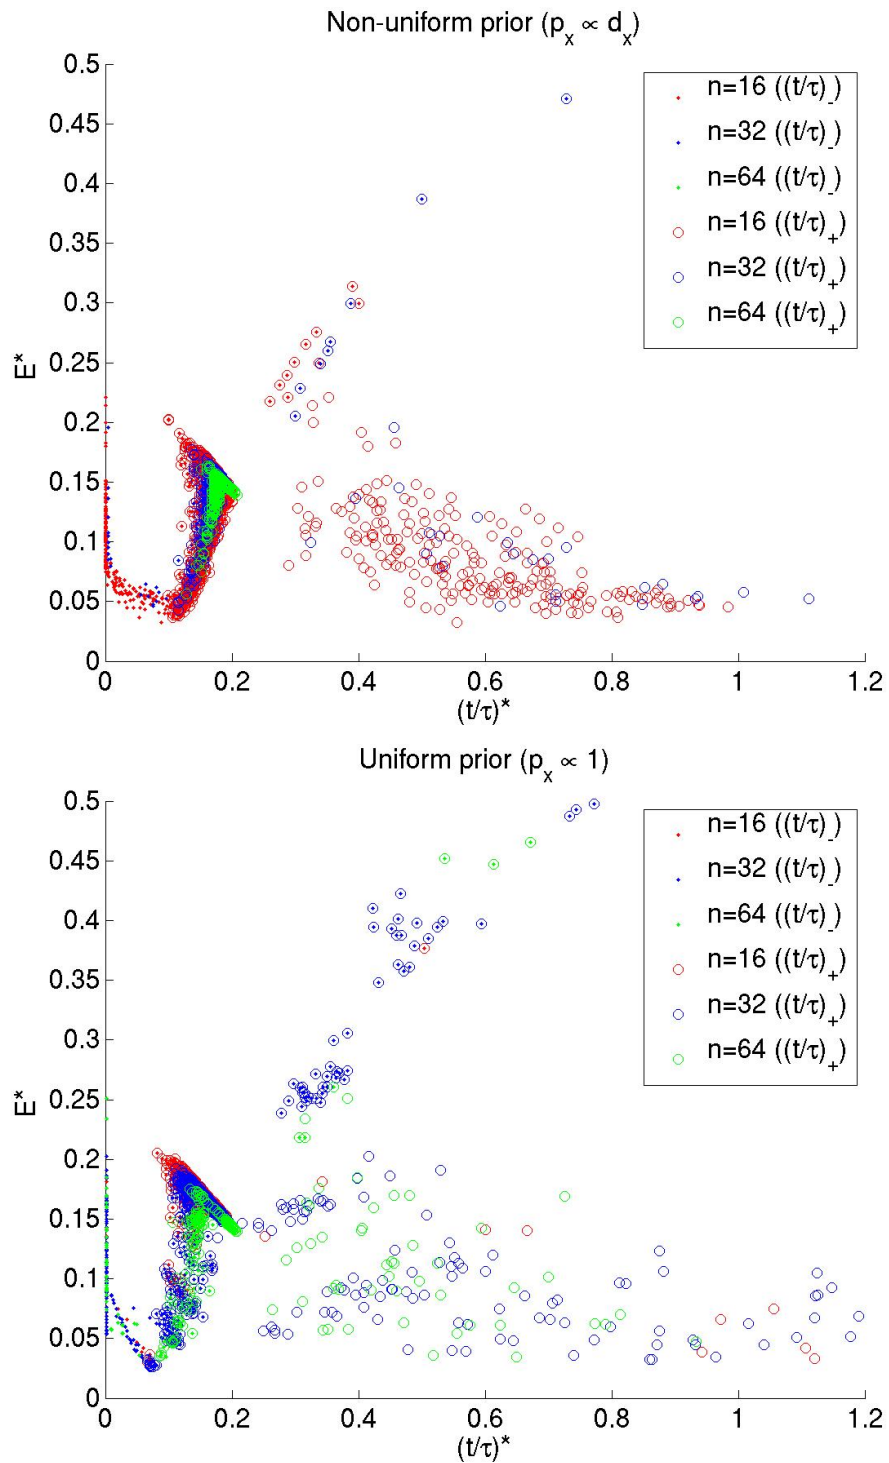 Non-uniform prior (p_x ∝ d_x)
0.5
0.45
0.4
0.35
0.3
0.25
0.2
0.15
0.1
0.05
0
E*
n=16 ((t/τ)_-)
n=32 ((t/τ)_-)
n=64 ((t/τ)_-)
n=16 ((t/τ)_+)
n=32 ((t/τ)_+)
n=64 ((t/τ)_+)
0 0.2 0.4 0.6 0.8 1 1.2
(t/τ)*
Uniform prior (p_x ∝ 1)
0.5
0.45
0.4
0.35
0.3
0.25
0.2
0.15
0.1
0.05
0
E*
n=16 ((t/τ)_-)
n=32 ((t/τ)_-)
n=64 ((t/τ)_-)
n=16 ((t/τ)_+)
n=32 ((t/τ)_+)
n=64 ((t/τ)_+)
0 0.2 0.4 0.6 0.8 1 1.2
(t/τ)*